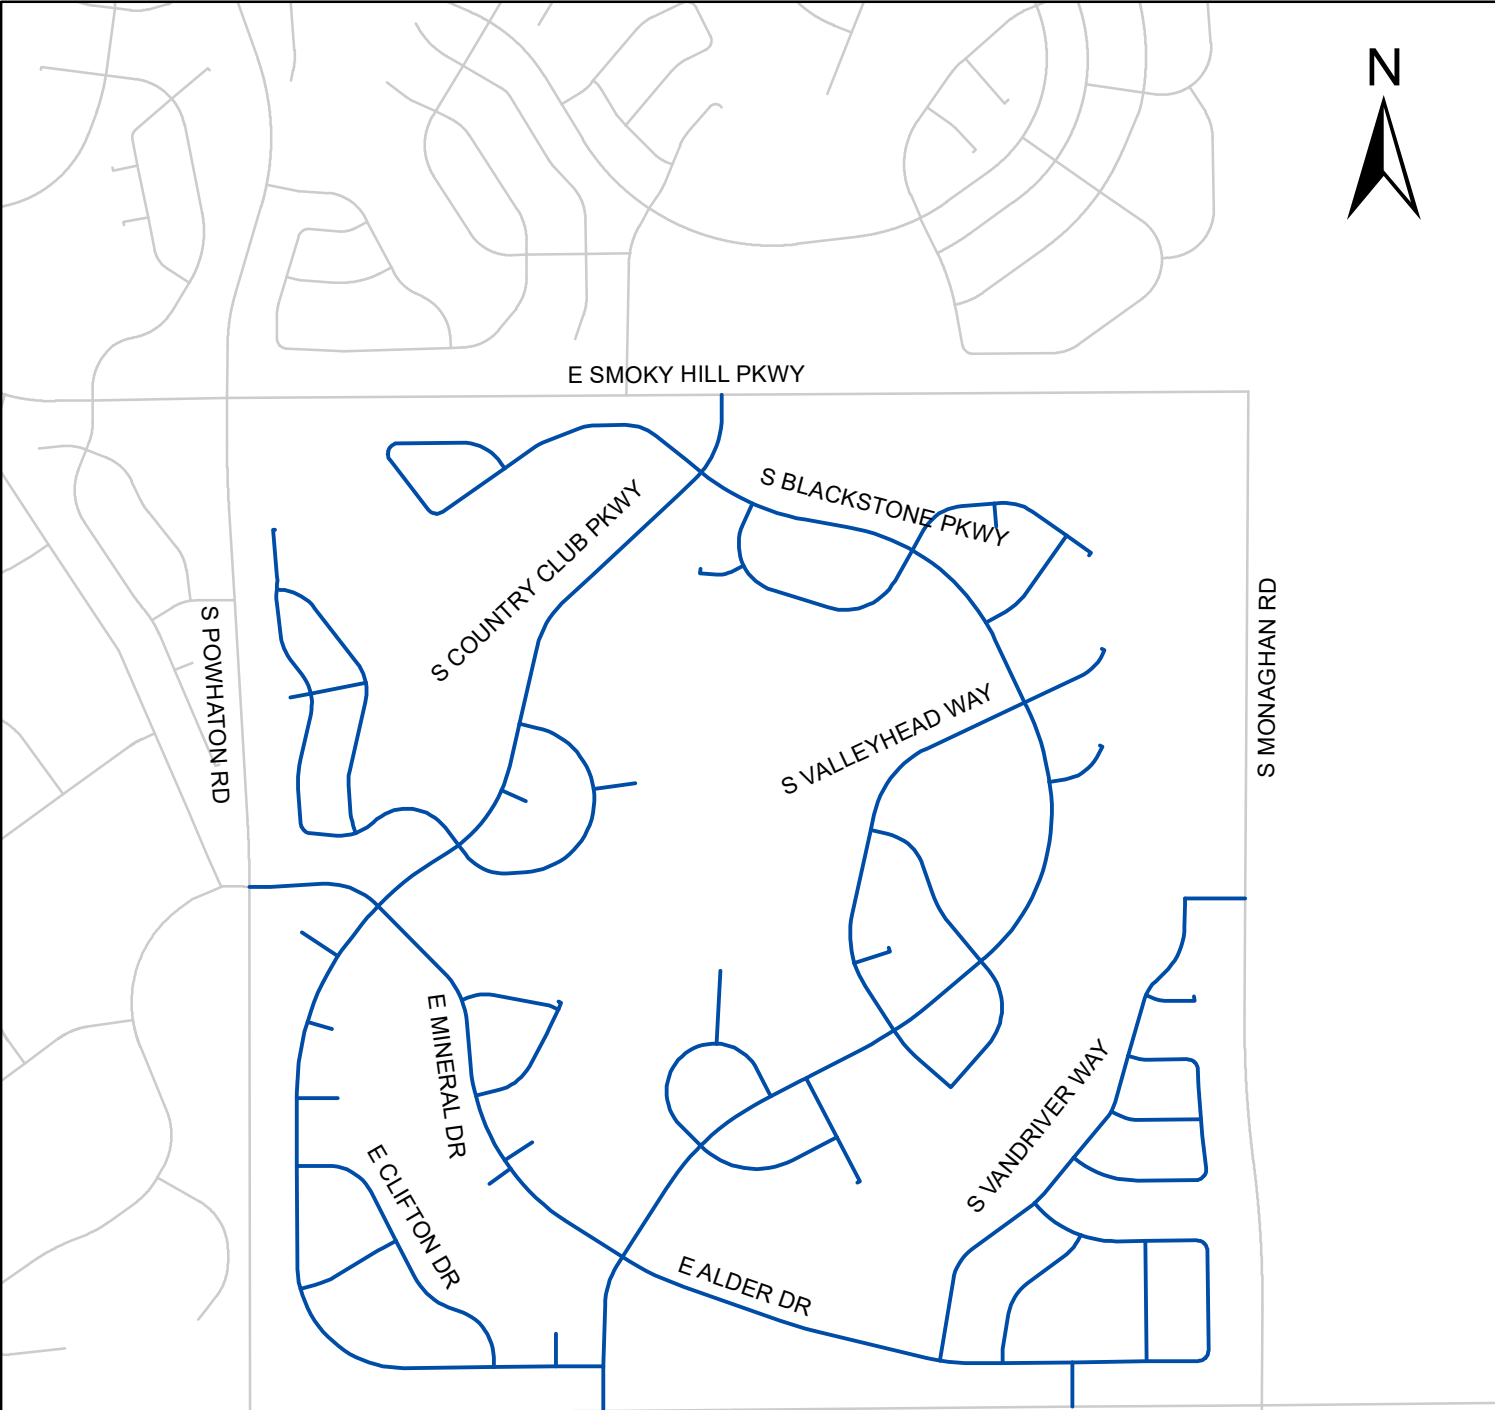 N
E SMOKY HILL PKWY
S BLACKSTONE PKWY
S COUNTRY CLUB PKWY
S POWHATON RD
S MONAGHAN RD
S VALLEYHEAD WAY
E MINERAL DR
S VANDRIVER WAY
E CLIFTON DR
E ALDER DR